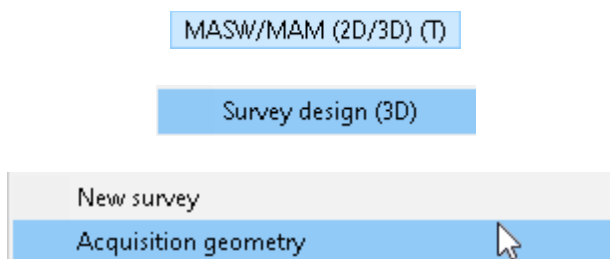 MASW/MAM (2D/3D) (T)
Survey design (3D)
New survey
Acquisition geometry